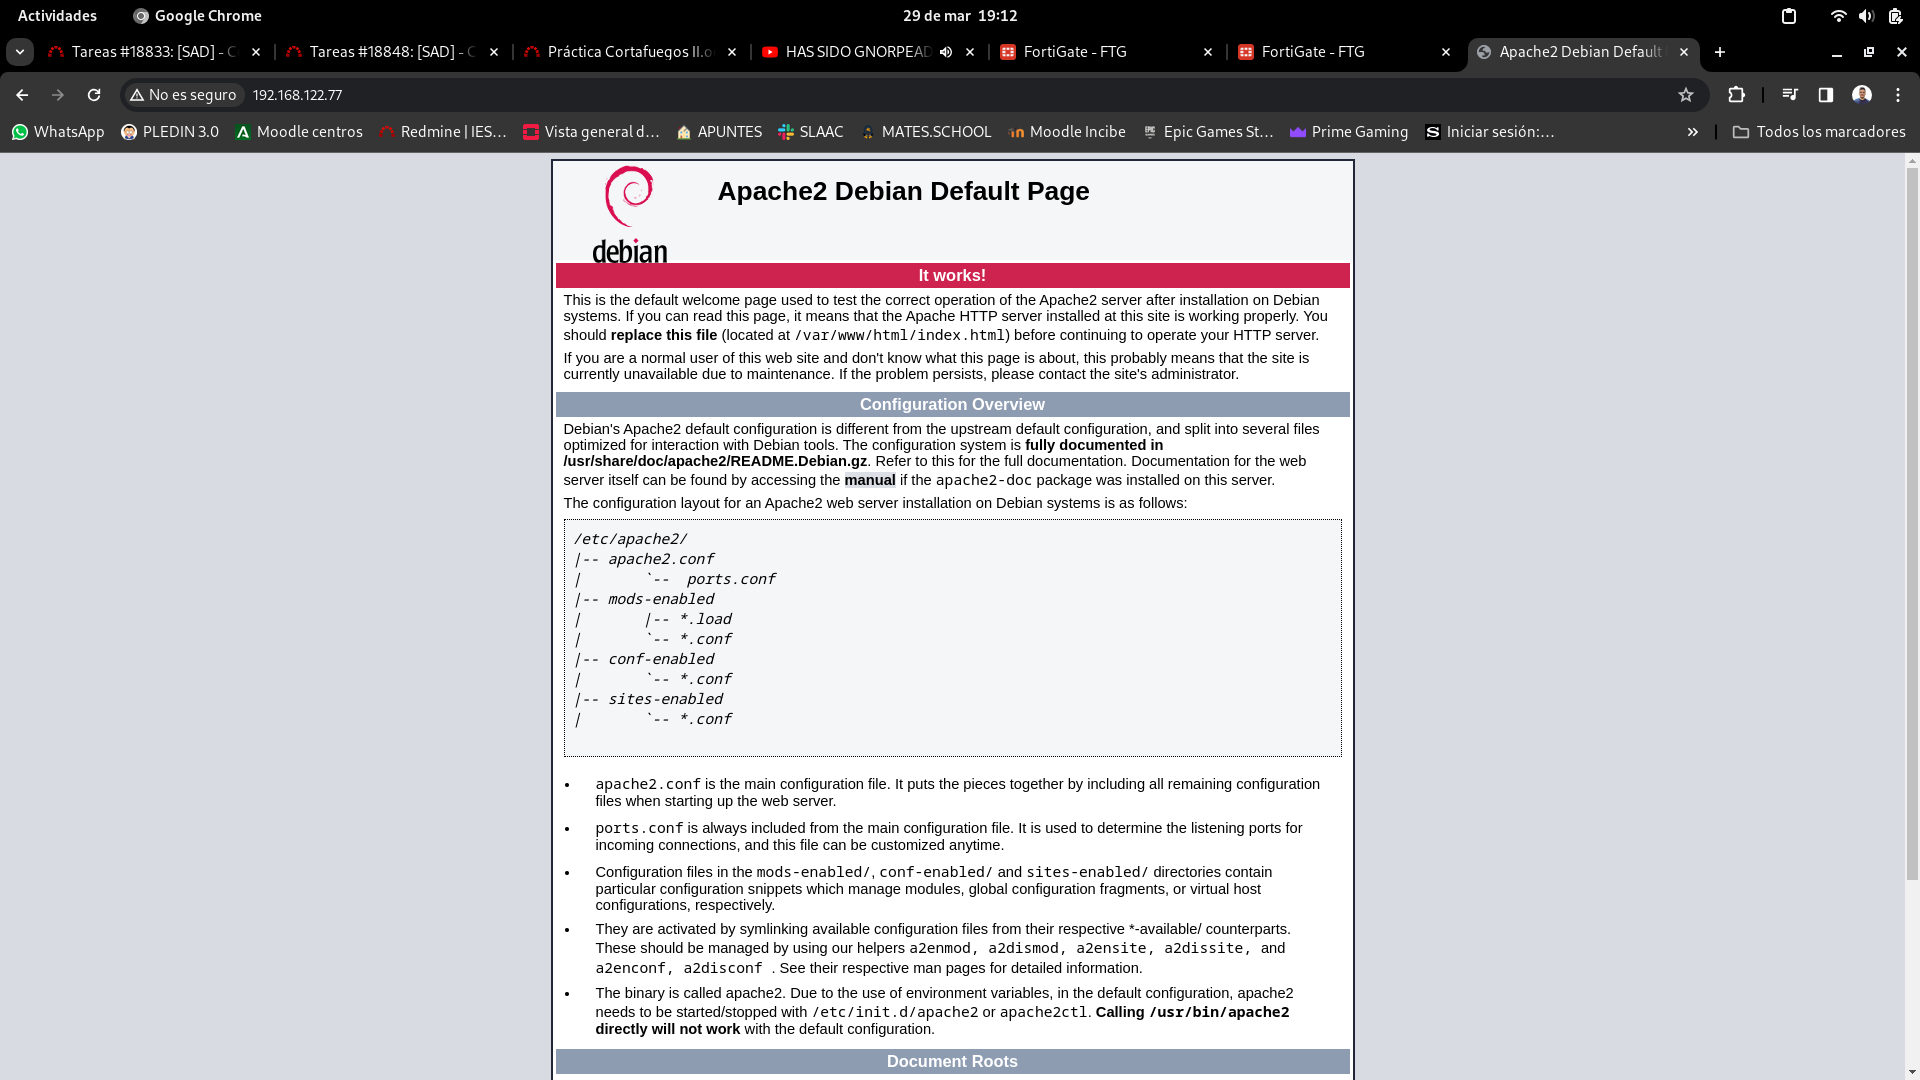 Actividades
Google Chrome
29 de mar 19:12
Tareas #18833: [SAD] - C
Tareas #18848: [SAD] - C
Práctica Cortafuegos II.o
HAS SIDO GNORPEAD
FortiGate - FTG
FortiGate - FTG
Apache2 Debian Default
No es seguro
192.168.122.77
WhatsApp
PLEDIN 3.0
Moodle centros
Redmine | IES…
Vista general d…
APUNTES
SLAAC
MATES.SCHOOL
Moodle Incibe
Epic Games St…
Prime Gaming
Iniciar sesión:…
Todos los marcadores
debian
Apache2 Debian Default Page
It works!
This is the default welcome page used to test the correct operation of the Apache2 server after installation on Debian
systems. If you can read this page, it means that the Apache HTTP server installed at this site is working properly. You
should replace this file (located at /var/www/html/index.html) before continuing to operate your HTTP server.
If you are a normal user of this web site and don't know what this page is about, this probably means that the site is
currently unavailable due to maintenance. If the problem persists, please contact the site's administrator.
Configuration Overview
Debian's Apache2 default configuration is different from the upstream default configuration, and split into several files
optimized for interaction with Debian tools. The configuration system is fully documented in
/usr/share/doc/apache2/README.Debian.gz. Refer to this for the full documentation. Documentation for the web
server itself can be found by accessing the manual if the apache2-doc package was installed on this server.
The configuration layout for an Apache2 web server installation on Debian systems is as follows:
/etc/apache2/
|-- apache2.conf
|       `--  ports.conf
|-- mods-enabled
|       |-- *.load
|       `-- *.conf
|-- conf-enabled
|       `-- *.conf
|-- sites-enabled
|       `-- *.conf
• apache2.conf is the main configuration file. It puts the pieces together by including all remaining configuration
files when starting up the web server.
• ports.conf is always included from the main configuration file. It is used to determine the listening ports for
incoming connections, and this file can be customized anytime.
• Configuration files in the mods-enabled/, conf-enabled/ and sites-enabled/ directories contain
particular configuration snippets which manage modules, global configuration fragments, or virtual host
configurations, respectively.
• They are activated by symlinking available configuration files from their respective *-available/ counterparts.
These should be managed by using our helpers a2enmod, a2dismod, a2ensite, a2dissite, and
a2enconf, a2disconf . See their respective man pages for detailed information.
• The binary is called apache2. Due to the use of environment variables, in the default configuration, apache2
needs to be started/stopped with /etc/init.d/apache2 or apache2ctl. Calling /usr/bin/apache2
directly will not work with the default configuration.
Document Roots